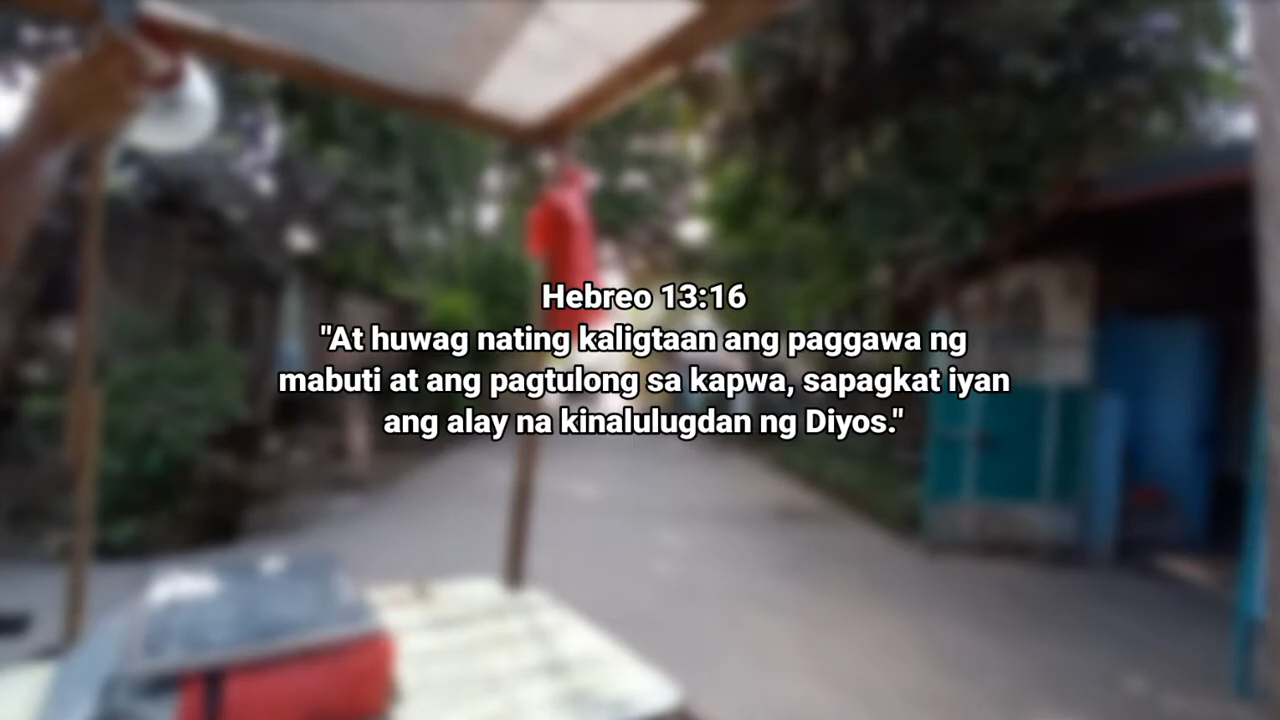 Hebreo 13:16
"At huwag nating kaligtaan ang paggawa ng
mabuti at ang pagtulong sa kapwa, sapagkat iyan
ang alay na kinalulugdan ng Diyos."